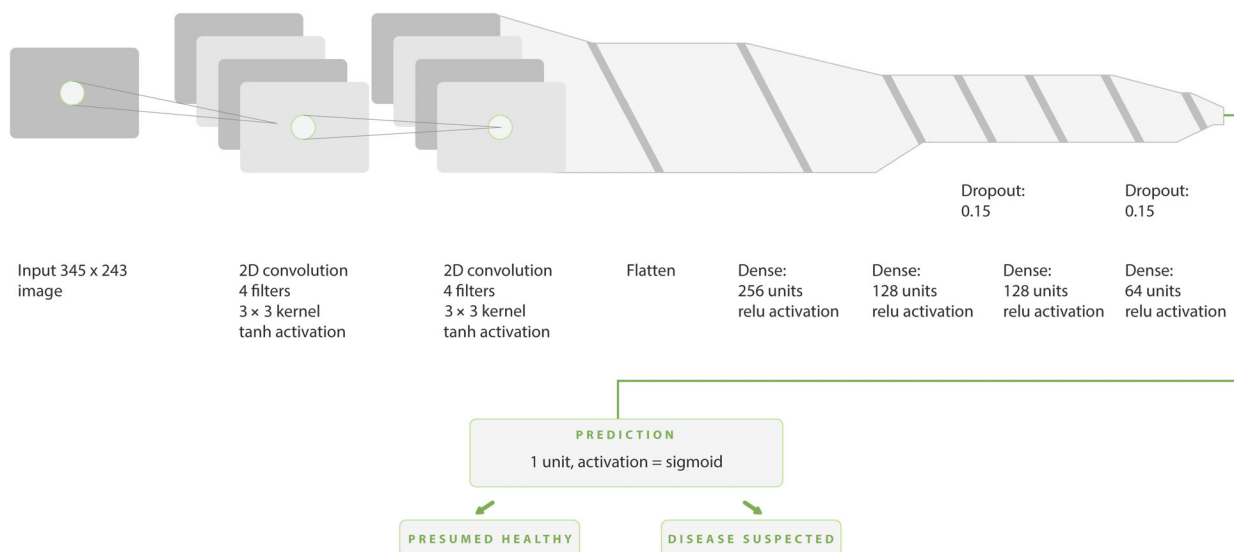 Dropout:
0.15
Dropout:
0.15
Input 345 x 243
image
2D convolution
4 filters
3 × 3 kernel
tanh activation
2D convolution
4 filters
3 × 3 kernel
tanh activation
Flatten
Dense:
256 units
relu activation
Dense:
128 units
relu activation
Dense:
128 units
relu activation
Dense:
64 units
relu activation
PREDICTION
1 unit, activation = sigmoid
PRESUMED HEALTHY
DISEASE SUSPECTED